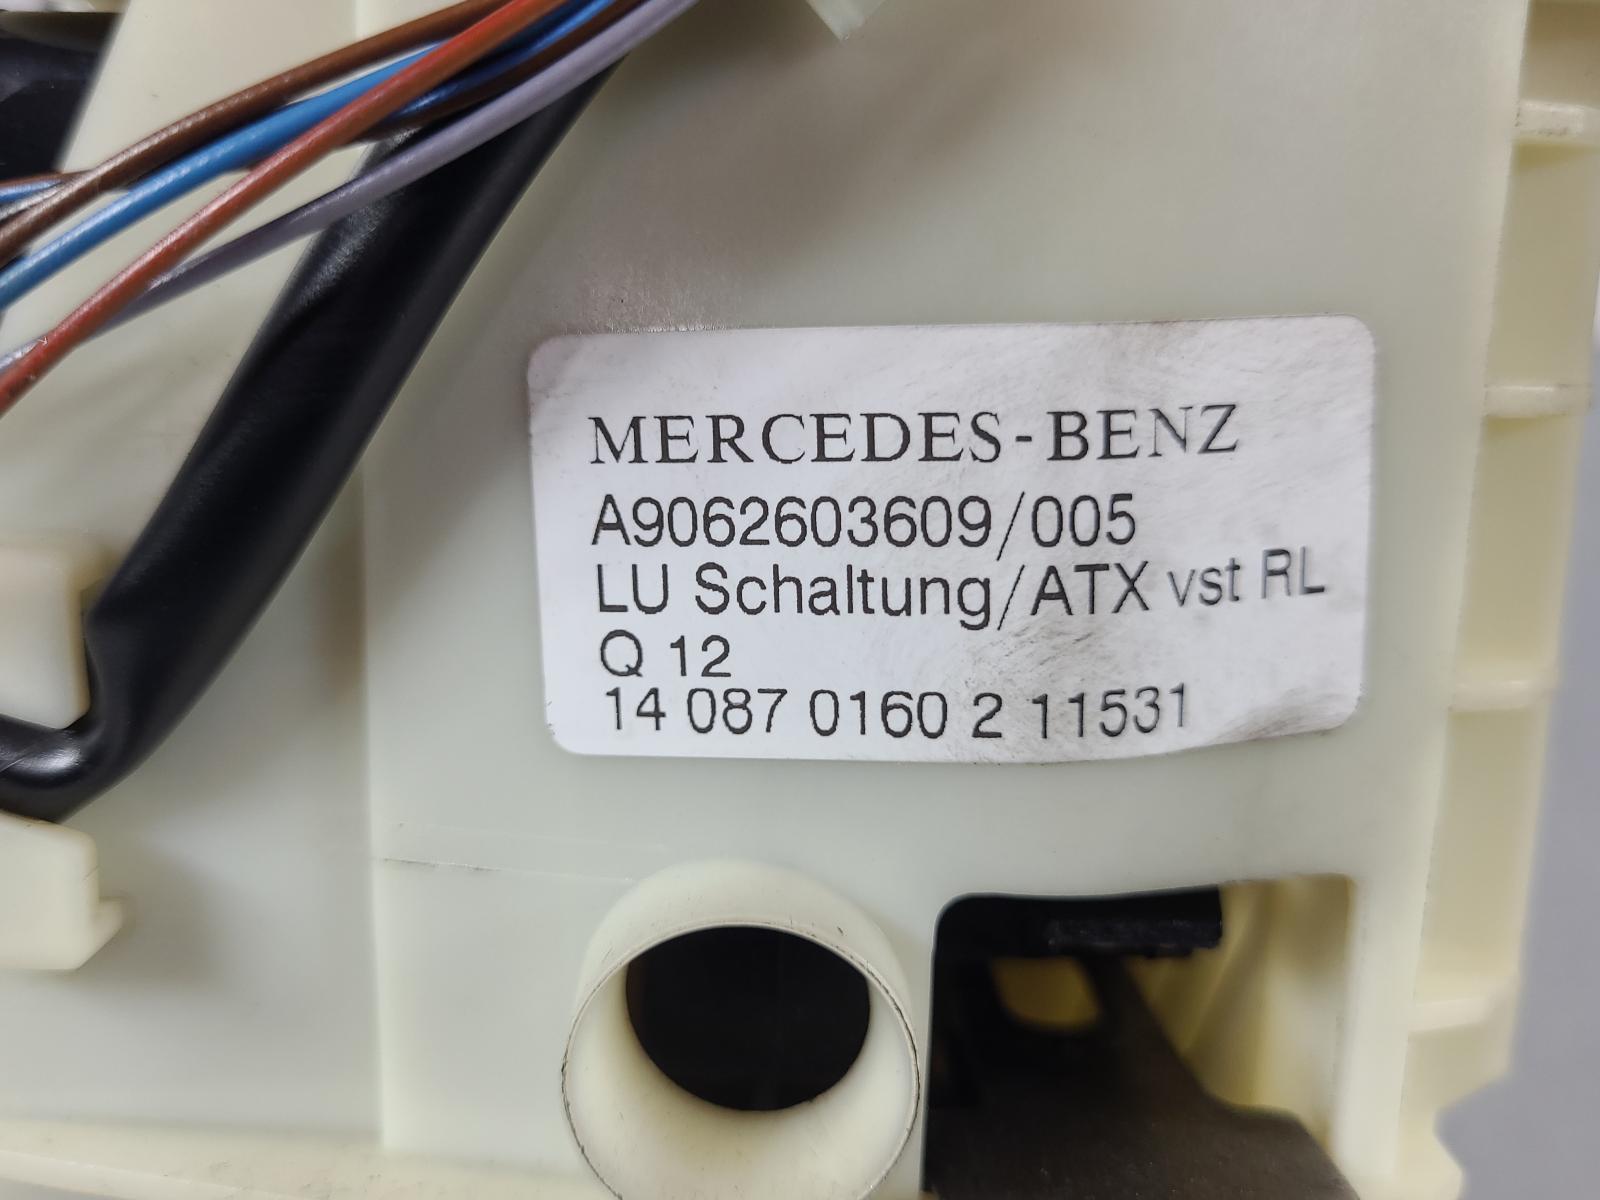 MERCEDES-BENZ
A9062603609/005
LU Schaltung/ATX vst RL
Q 12
14 087 0160 2 11531